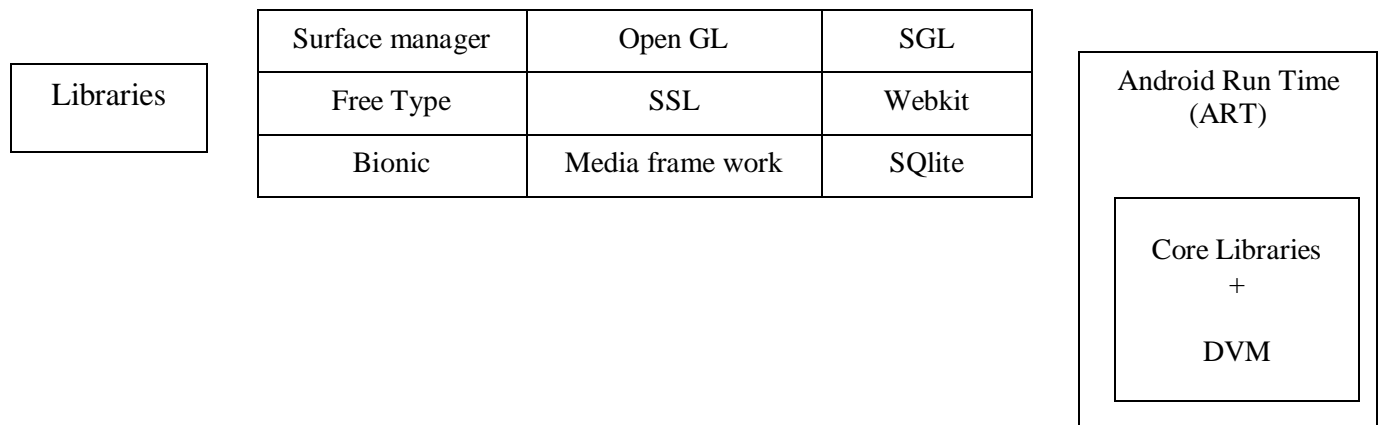 Libraries
Surface manager Open GL SGL
Free Type SSL Webkit
Bionic Media frame work SQlite
Android Run Time
(ART)
Core Libraries
+
DVM